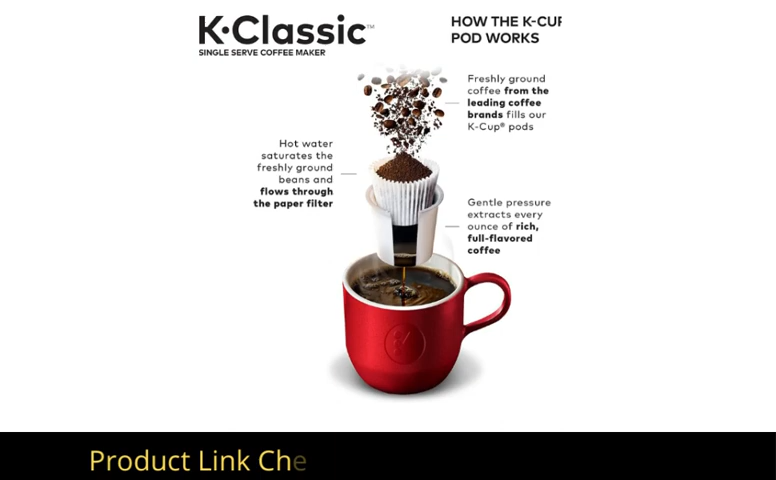 K·Classic™
SINGLE SERVE COFFEE MAKER
HOW THE K-CUP
POD WORKS
Freshly ground
coffee from the
leading coffee
brands fills our
K-Cup® pods
Hot water
saturates the
freshly ground
beans and
flows through
the paper filter
Gentle pressure
extracts every
ounce of rich,
full-flavored
coffee
Product Link Che